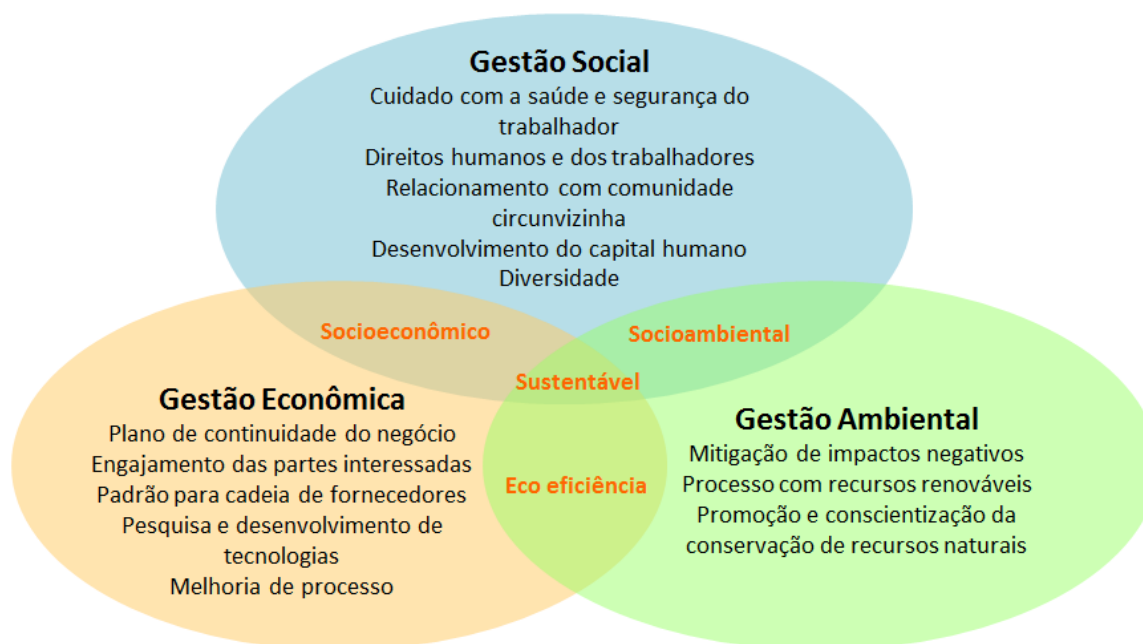 Gestão Social
Cuidado com a saúde e segurança do
trabalhador
Direitos humanos e dos trabalhadores
Relacionamento com comunidade
circunvizinha
Desenvolvimento do capital humano
Diversidade
Socioeconômico
Socioambiental
Sustentável
Gestão Econômica
Plano de continuidade do negócio
Engajamento das partes interessadas
Padrão para cadeia de fornecedores
Pesquisa e desenvolvimento de
tecnologias
Melhoria de processo
Eco eficiência
Gestão Ambiental
Mitigação de impactos negativos
Processo com recursos renováveis
Promoção e conscientização da
conservação de recursos naturais